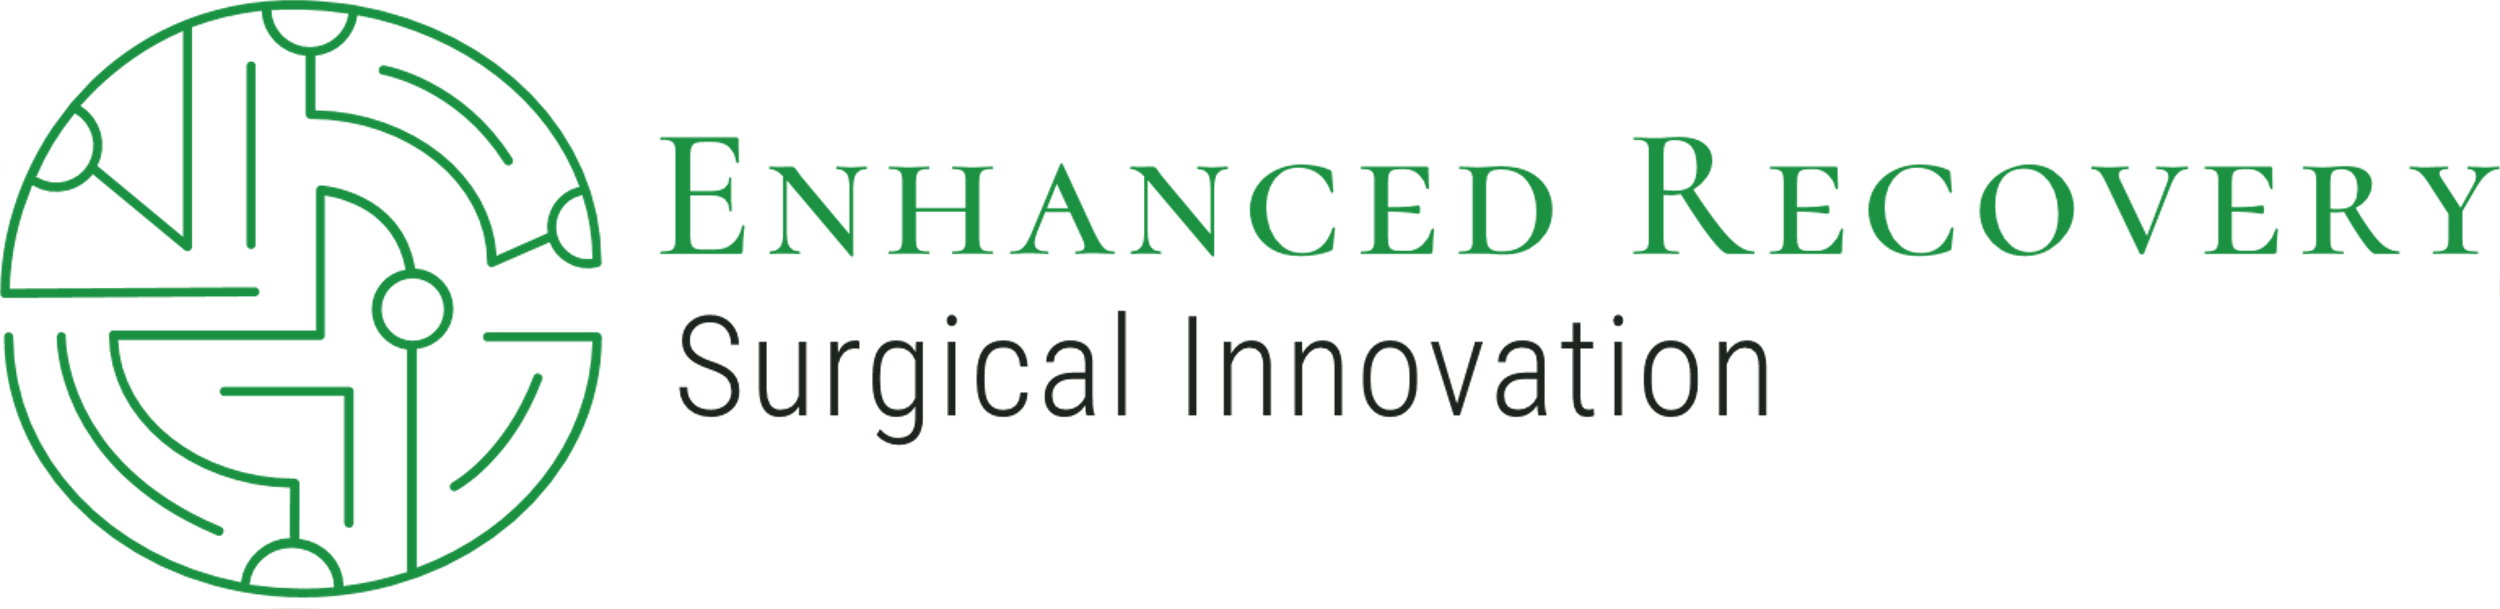 ENHANCED RECOVERY
Surgical Innovation